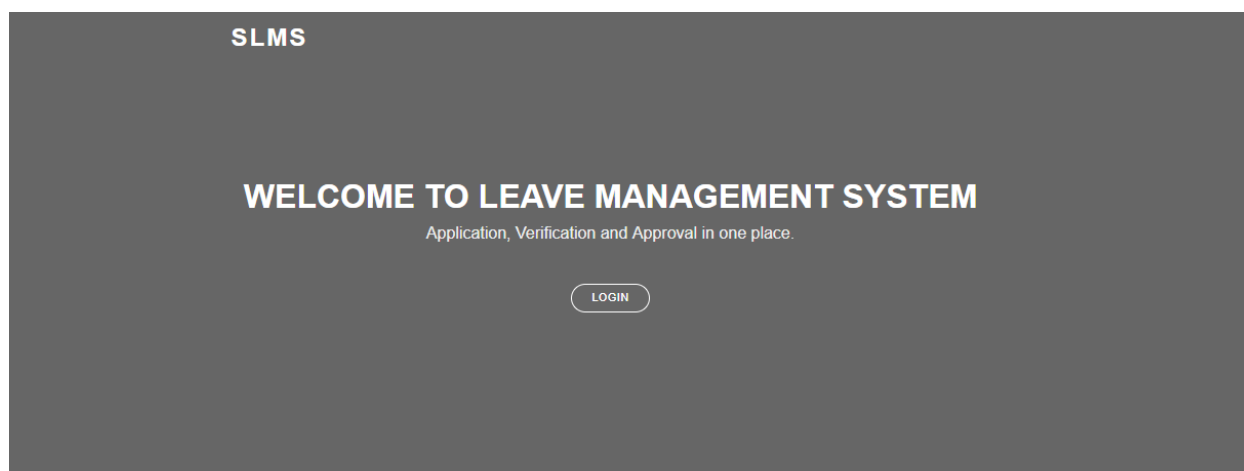 SLMS
WELCOME TO LEAVE MANAGEMENT SYSTEM
Application, Verification and Approval in one place.
LOGIN